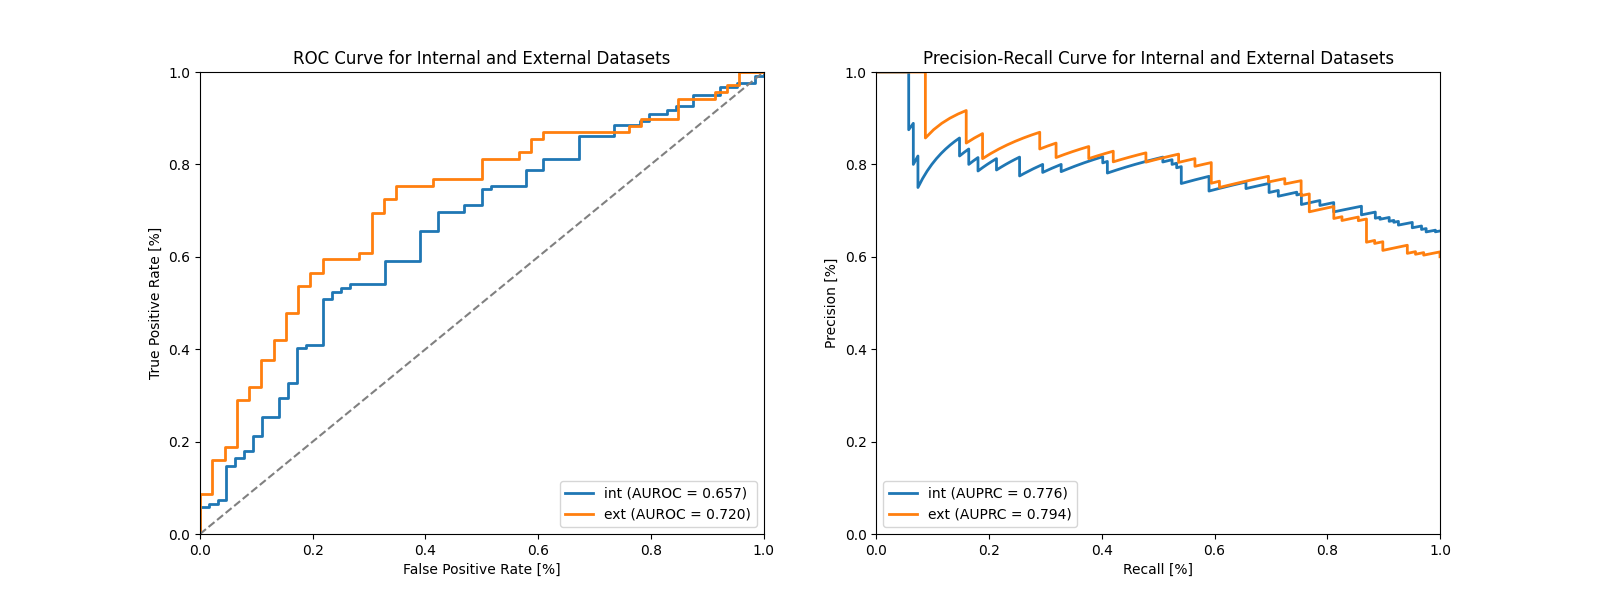 ROC Curve for Internal and External Datasets
1.0
0.8
0.6
0.4
0.2
0.0
True Positive Rate [%]
int (AUROC = 0.657)
ext (AUROC = 0.720)
0.0 0.2 0.4 0.6 0.8 1.0
False Positive Rate [%]
Precision-Recall Curve for Internal and External Datasets
1.0
0.8
0.6
0.4
0.2
0.0
Precision [%]
int (AUPRC = 0.776)
ext (AUPRC = 0.794)
0.0 0.2 0.4 0.6 0.8 1.0
Recall [%]